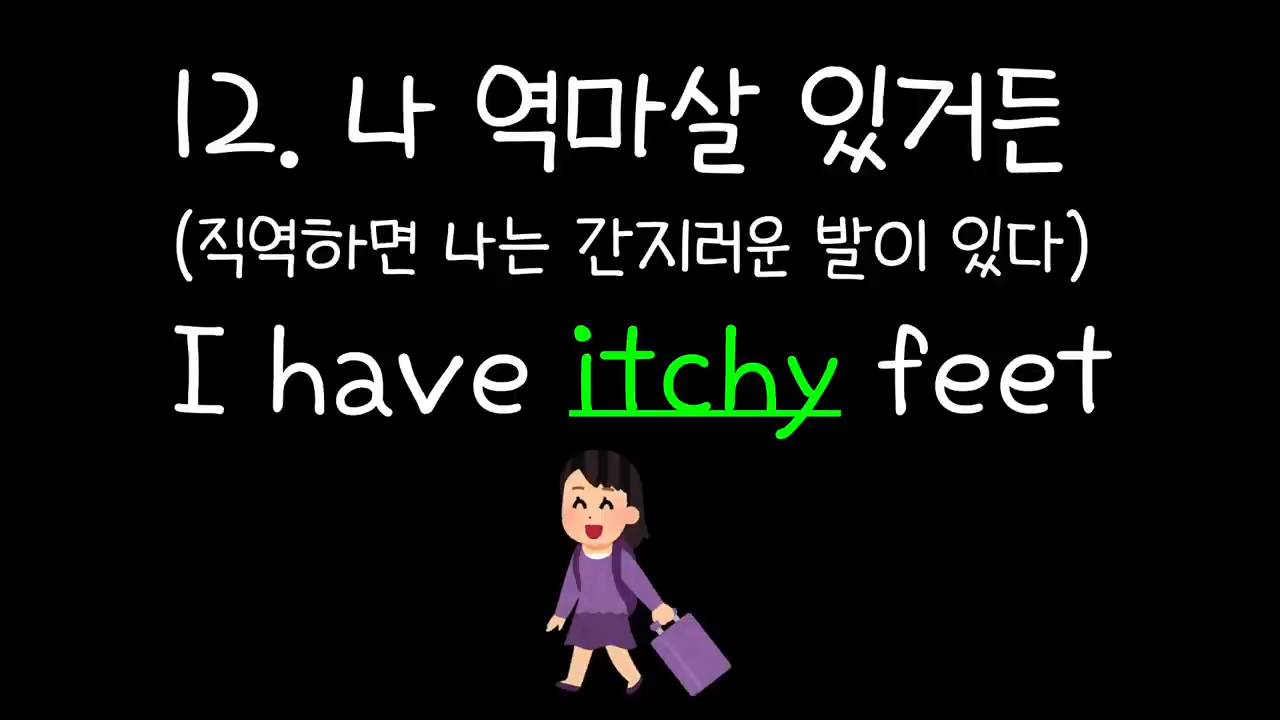 12. 나 역마살 있거든
(직역하면 나는 간지러운 발이 있다)
I have itchy feet